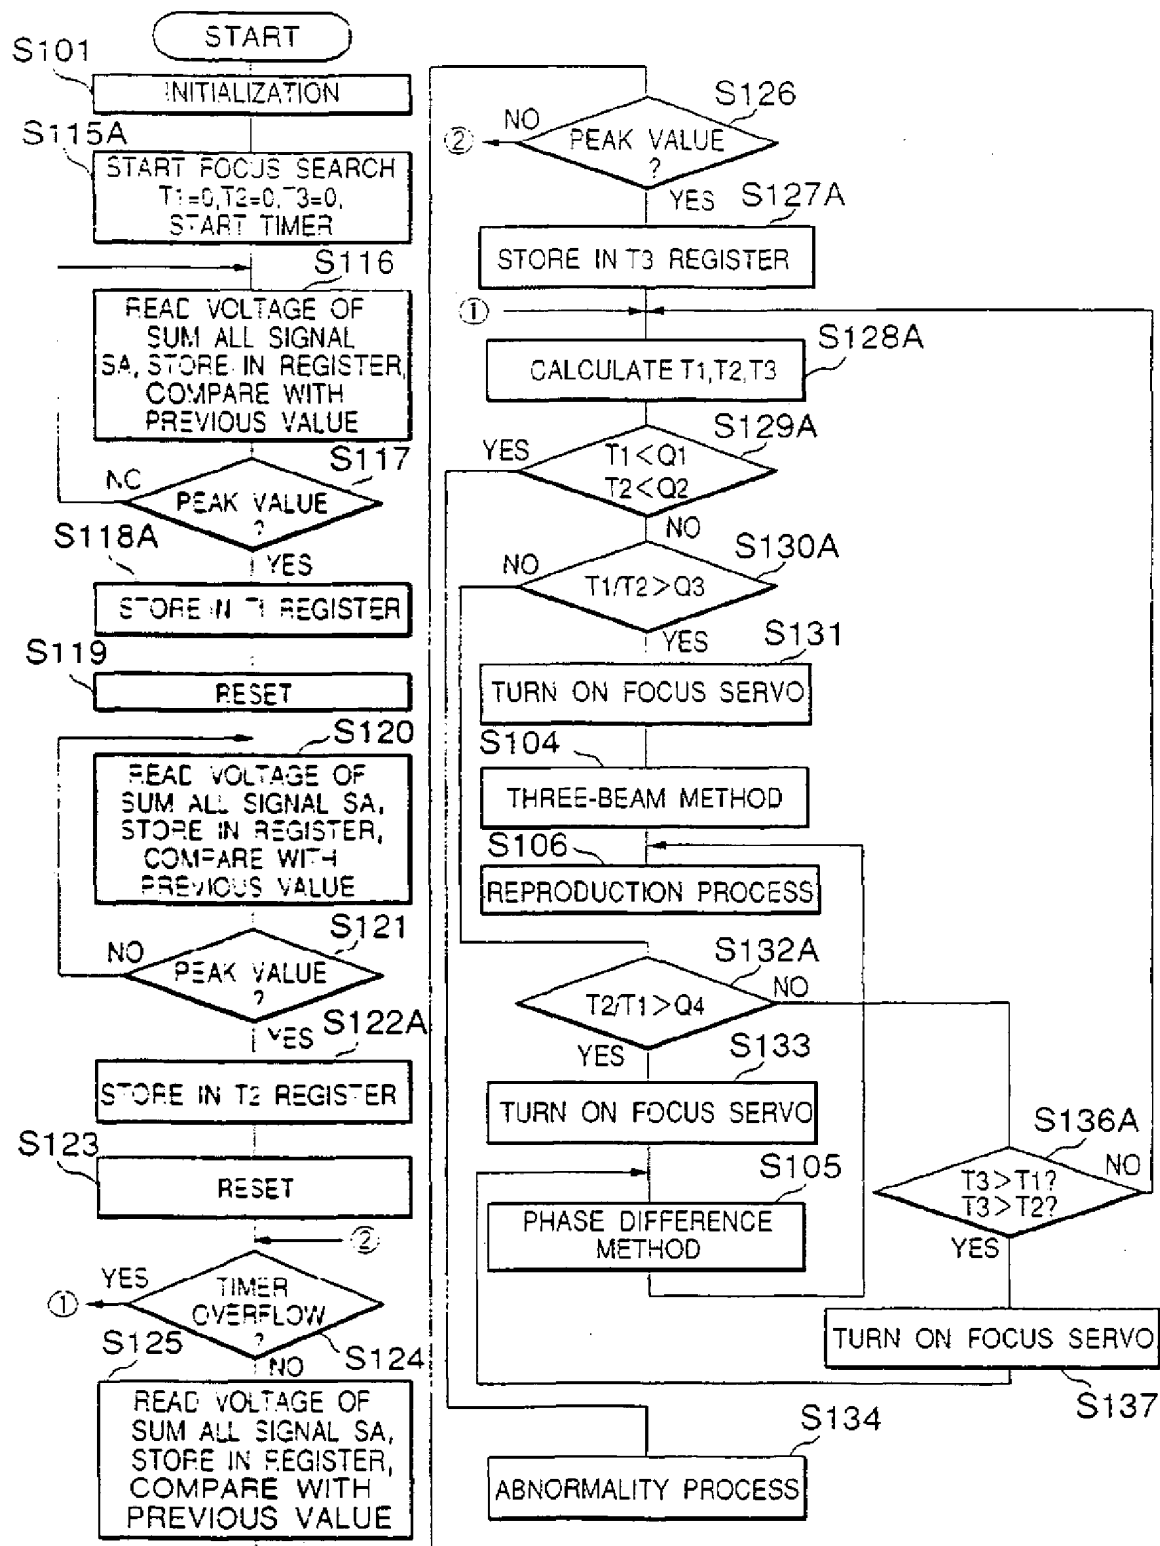 START
S101
INITIALIZATION
S115A
START FOCUS SEARCH
T1=0,T2=0,T3=0,
START TIMER
S116
READ VOLTAGE OF
SUM ALL SIGNAL
SA, STORE IN REGISTER,
COMPARE WITH
PREVIOUS VALUE
S117
NO
PEAK VALUE
?
S118A
YES
STORE IN T1 REGISTER
S119
RESET
S120
READ VOLTAGE OF
SUM ALL SIGNAL SA,
STORE IN REGISTER,
COMPARE WITH
PREVIOUS VALUE
S121
NO
PEAK VALUE
?
YES
S122A
STORE IN T2 REGISTER
S123
RESET
②
YES
①
TIMER
OVERFLOW
?
S124
S125
NO
READ VOLTAGE OF
SUM ALL SIGNAL SA,
STORE IN REGISTER,
COMPARE WITH
PREVIOUS VALUE
S126
NO
②
PEAK VALUE
?
YES
S127A
STORE IN T3 REGISTER
①
S128A
CALCULATE T1,T2,T3
S129A
YES
T1<Q1
T2<Q2
NO
S130A
NO
T1/T2>Q3
YES
S131
TURN ON FOCUS SERVO
S104
THREE-BEAM METHOD
S106
REPRODUCTION PROCESS
S132A
NO
T2/T1>Q4
YES
S133
TURN ON FOCUS SERVO
S136A
NO
T3>T1?
T3>T2?
YES
S105
PHASE DIFFERENCE
METHOD
TURN ON FOCUS SERVO
S137
S134
ABNORMALITY PROCESS